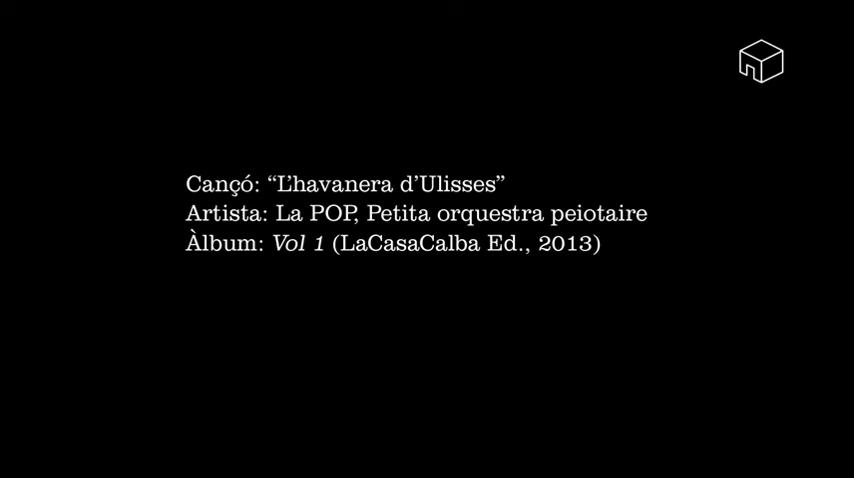 Cançó: “L’havanera d’Ulisses”
Artista: La POP, Petita orquestra peiotaire
Àlbum: Vol 1 (LaCasaCalba Ed., 2013)